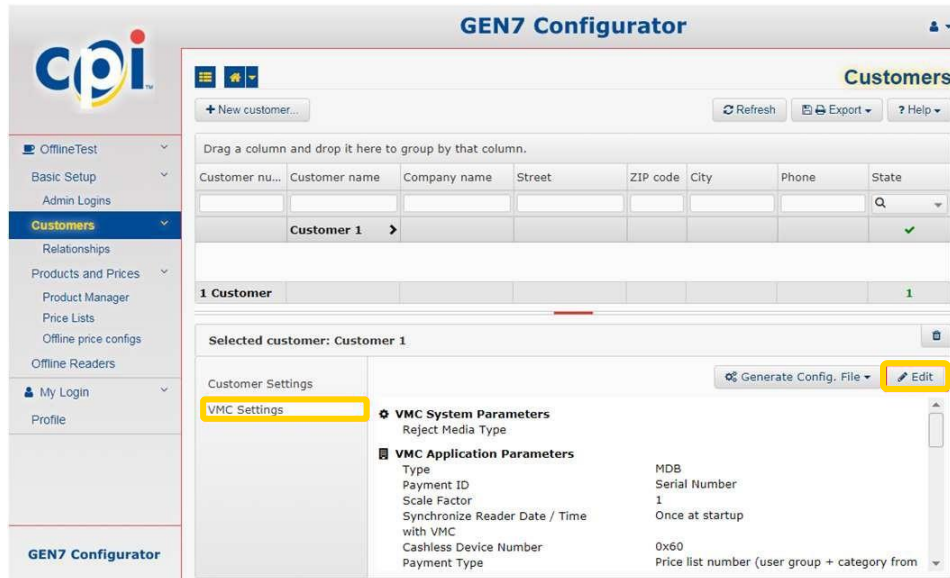 GEN7 Configurator
cpi
TM
Customers
+ New customer...
Refresh
Export
? Help
OfflineTest
Basic Setup
Admin Logins
Customers
Relationships
Products and Prices
Product Manager
Price Lists
Offline price configs
Offline Readers
My Login
Profile
GEN7 Configurator
Drag a column and drop it here to group by that column.
Customer nu... Customer name Company name Street ZIP code City Phone State
Customer 1
1 Customer 1
Selected customer: Customer 1
Generate Config. File Edit
Customer Settings
VMC Settings
VMC System Parameters
Reject Media Type
VMC Application Parameters
Type MDB
Payment ID Serial Number
Scale Factor 1
Synchronize Reader Date / Time Once at startup
with VMC
Cashless Device Number 0x60
Payment Type Price list number (user group + category from